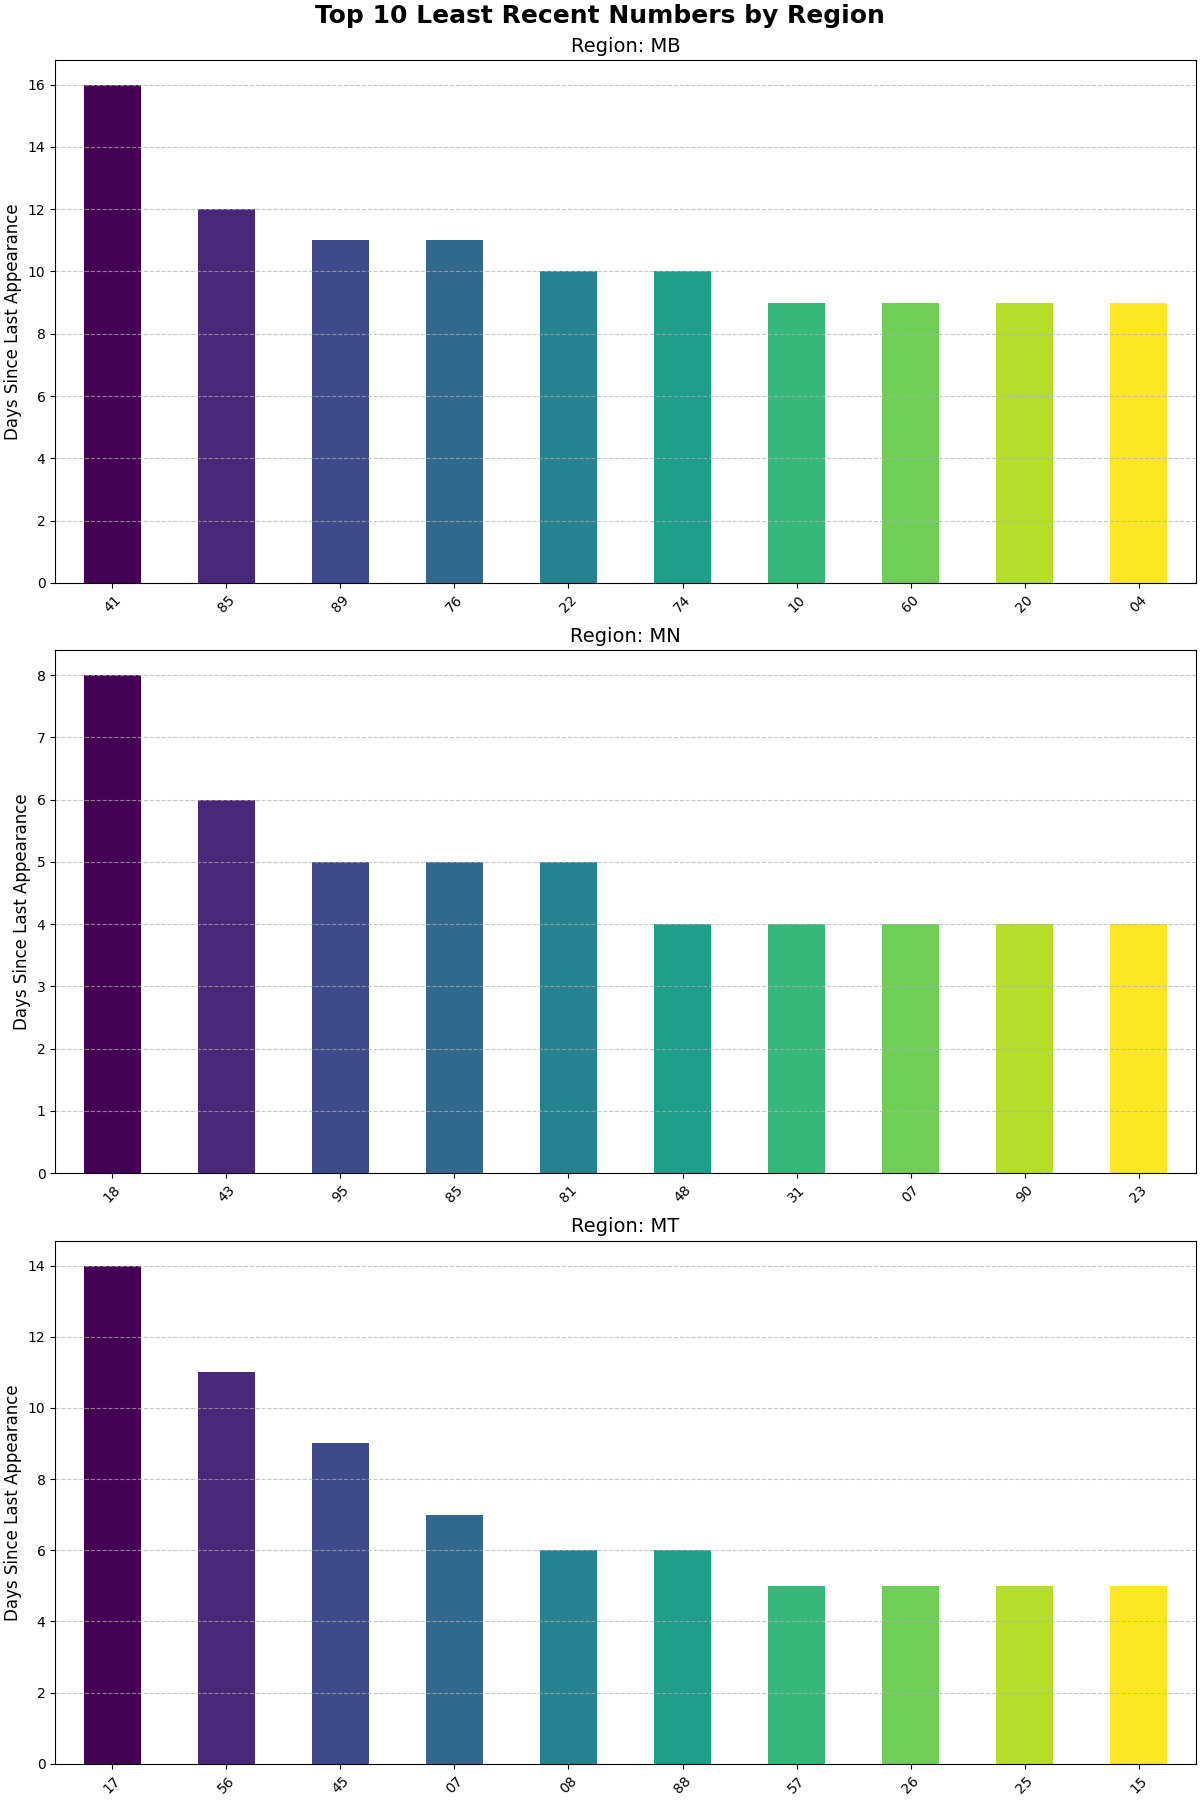 Top 10 Least Recent Numbers by Region
Region: MB
Days Since Last Appearance
16
14
12
10
8
6
4
2
0
41 85 89 76 22 74 10 60 20 04
Region: MN
Days Since Last Appearance
8
7
6
5
4
3
2
1
0
18 43 95 85 81 48 31 07 90 23
Region: MT
Days Since Last Appearance
14
12
10
8
6
4
2
0
17 56 45 07 08 88 57 26 25 15